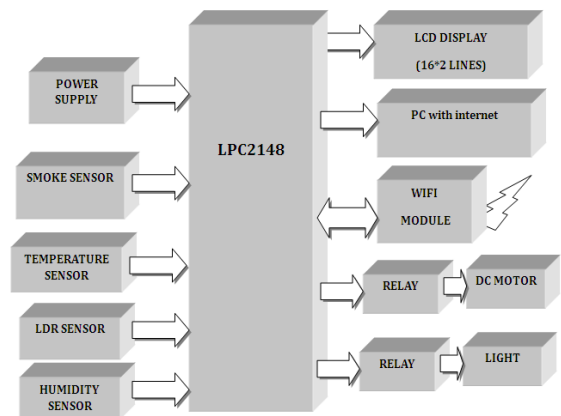 POWER
SUPPLY
SMOKE SENSOR
TEMPERATURE
SENSOR
LDR SENSOR
HUMIDITY
SENSOR
LPC2148
LCD DISPLAY
(16*2 LINES)
PC with internet
WIFI
MODULE
RELAY
DC MOTOR
RELAY
LIGHT